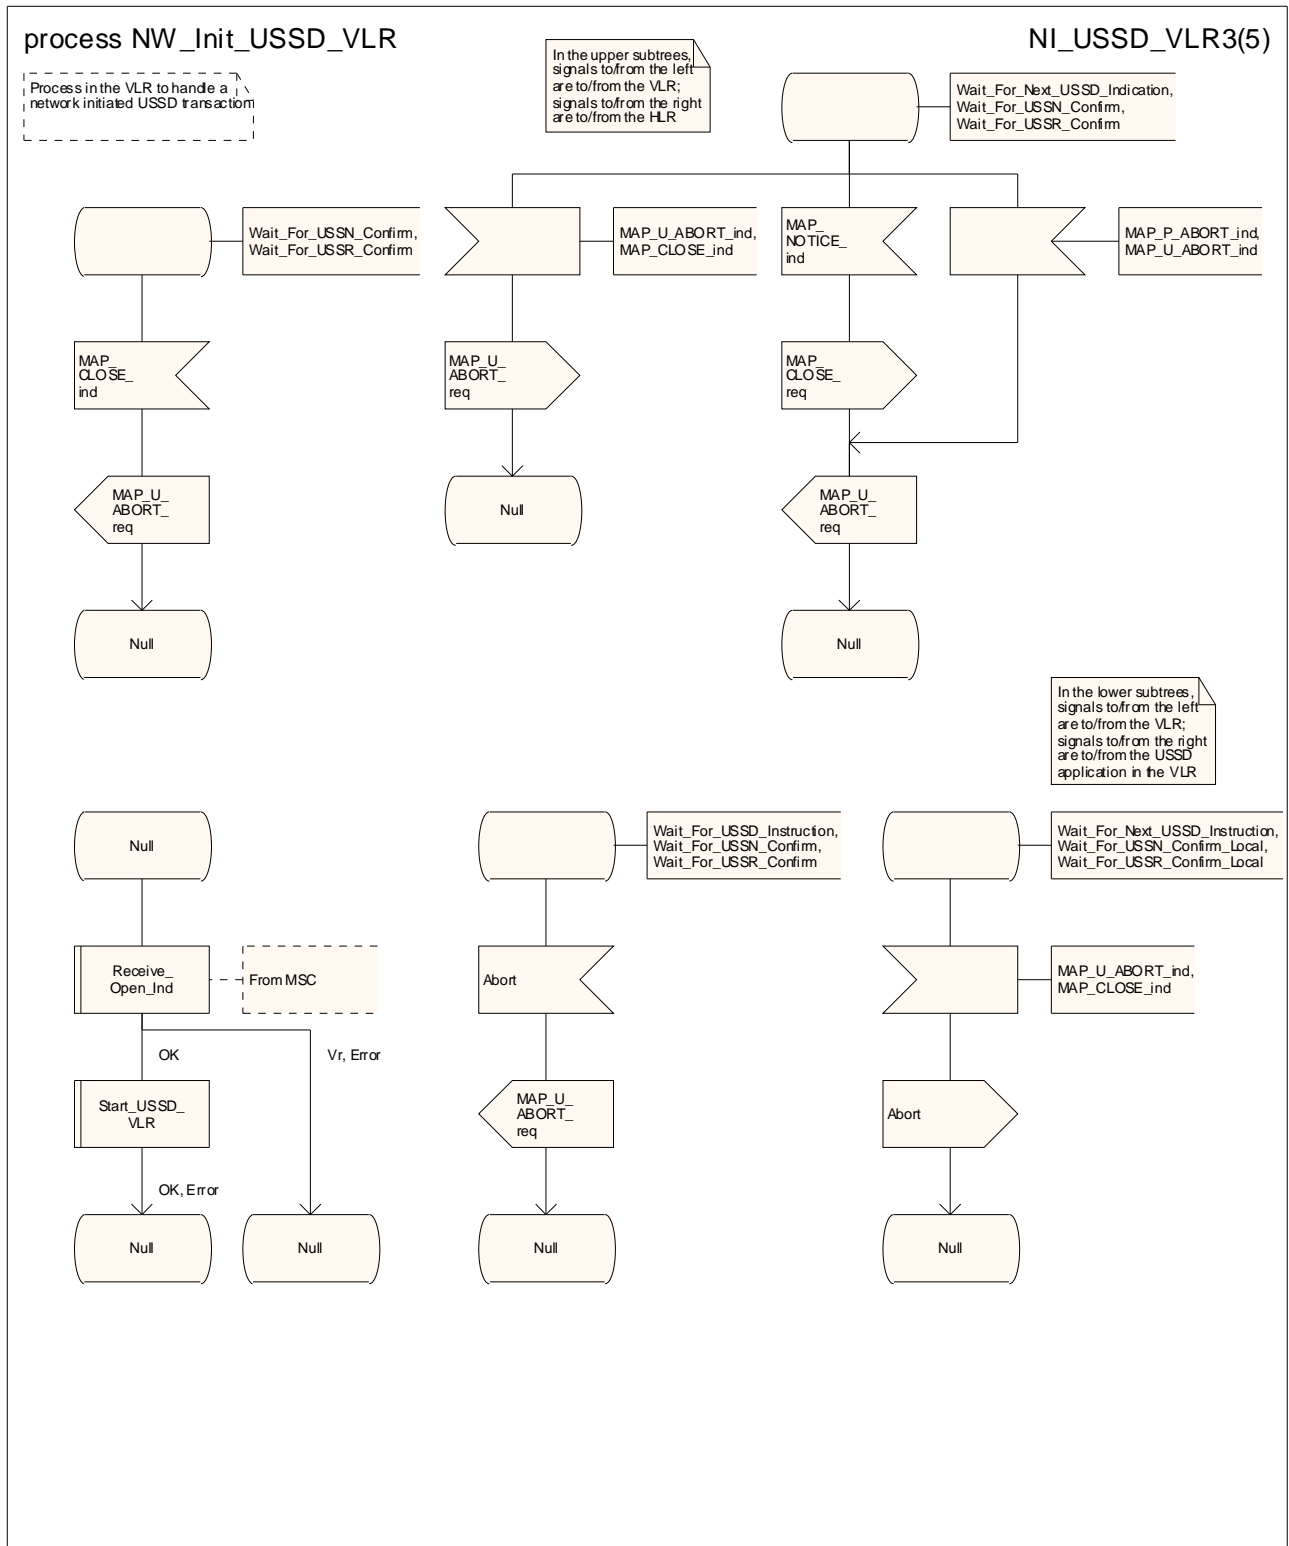 process NW_Init_USSD_VLR
NI_USSD_VLR3(5)
Process in the VLR to handle a
network initiated USSD transaction
In the upper subtrees,
signals to/from the left
are to/from the VLR;
signals to/from the right
are to/from the HLR
Wait_For_Next_USSD_Indication,
Wait_For_USSN_Confirm,
Wait_For_USSR_Confirm
Wait_For_USSN_Confirm,
Wait_For_USSR_Confirm
MAP_U_ABORT_ind,
MAP_CLOSE_ind
MAP_
NOTICE_
ind
MAP_P_ABORT_ind,
MAP_U_ABORT_ind
MAP_
CLOSE_
ind
MAP_U_
ABORT_
req
MAP_
CLOSE_
req
MAP_U_
ABORT_
req
Null
MAP_U_
ABORT_
req
Null
Null
In the lower subtrees,
signals to/from the left
are to/from the VLR;
signals to/from the right
are to/from the USSD
application in the VLR
Null
Wait_For_USSD_Instruction,
Wait_For_USSN_Confirm,
Wait_For_USSR_Confirm
Wait_For_Next_USSD_Instruction,
Wait_For_USSN_Confirm_Local,
Wait_For_USSR_Confirm_Local
Receive_
Open_Ind
From MSC
Abort
MAP_U_ABORT_ind,
MAP_CLOSE_ind
OK
Vr, Error
Start_USSD_
VLR
MAP_U_
ABORT_
req
Abort
OK, Error
Null
Null
Null
Null